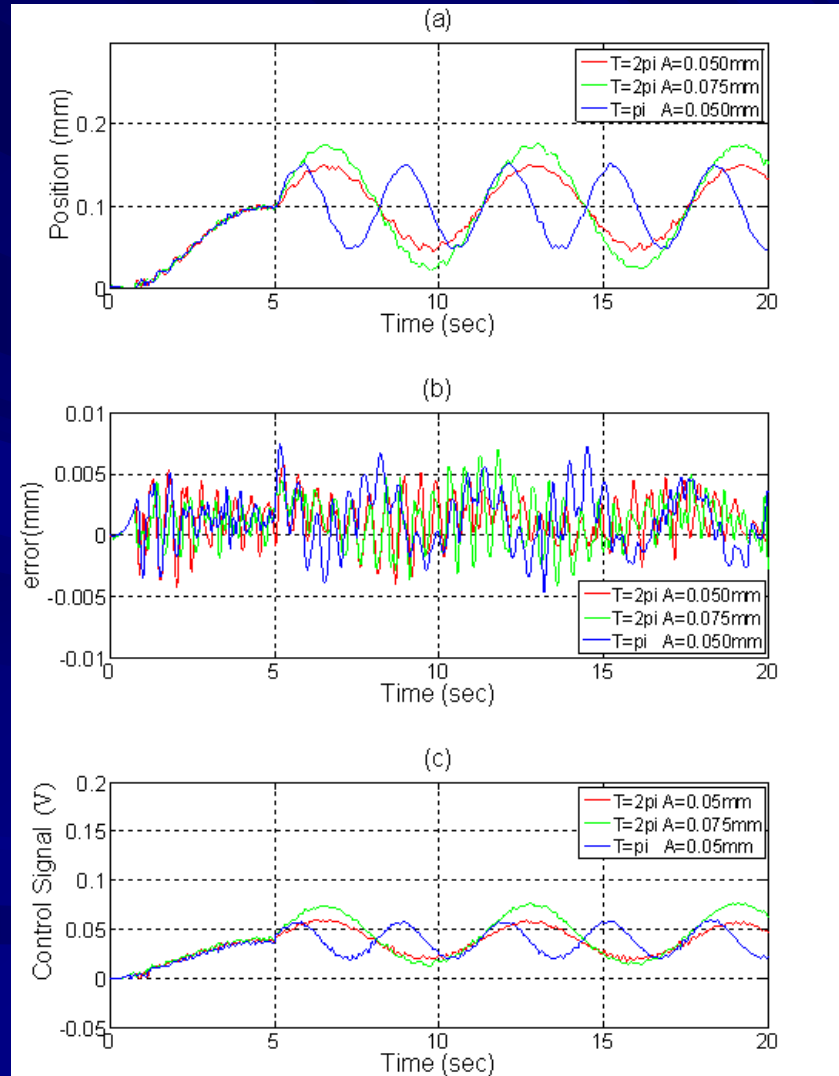 (a)
T=2pi A=0.050mm
T=2pi A=0.075mm
T=pi A=0.050mm
Position (mm)
0.2
0.1
0
0 5 10 15 20
Time (sec)
(b)
0.01
0.005
0
-0.005
-0.01
error(mm)
T=2pi A=0.050mm
T=2pi A=0.075mm
T=pi A=0.050mm
0 5 10 15 20
Time (sec)
(c)
0.2
0.15
0.1
0.05
0
-0.05
Control Signal (V)
T=2pi A=0.05mm
T=2pi A=0.075mm
T=pi A=0.05mm
0 5 10 15 20
Time (sec)